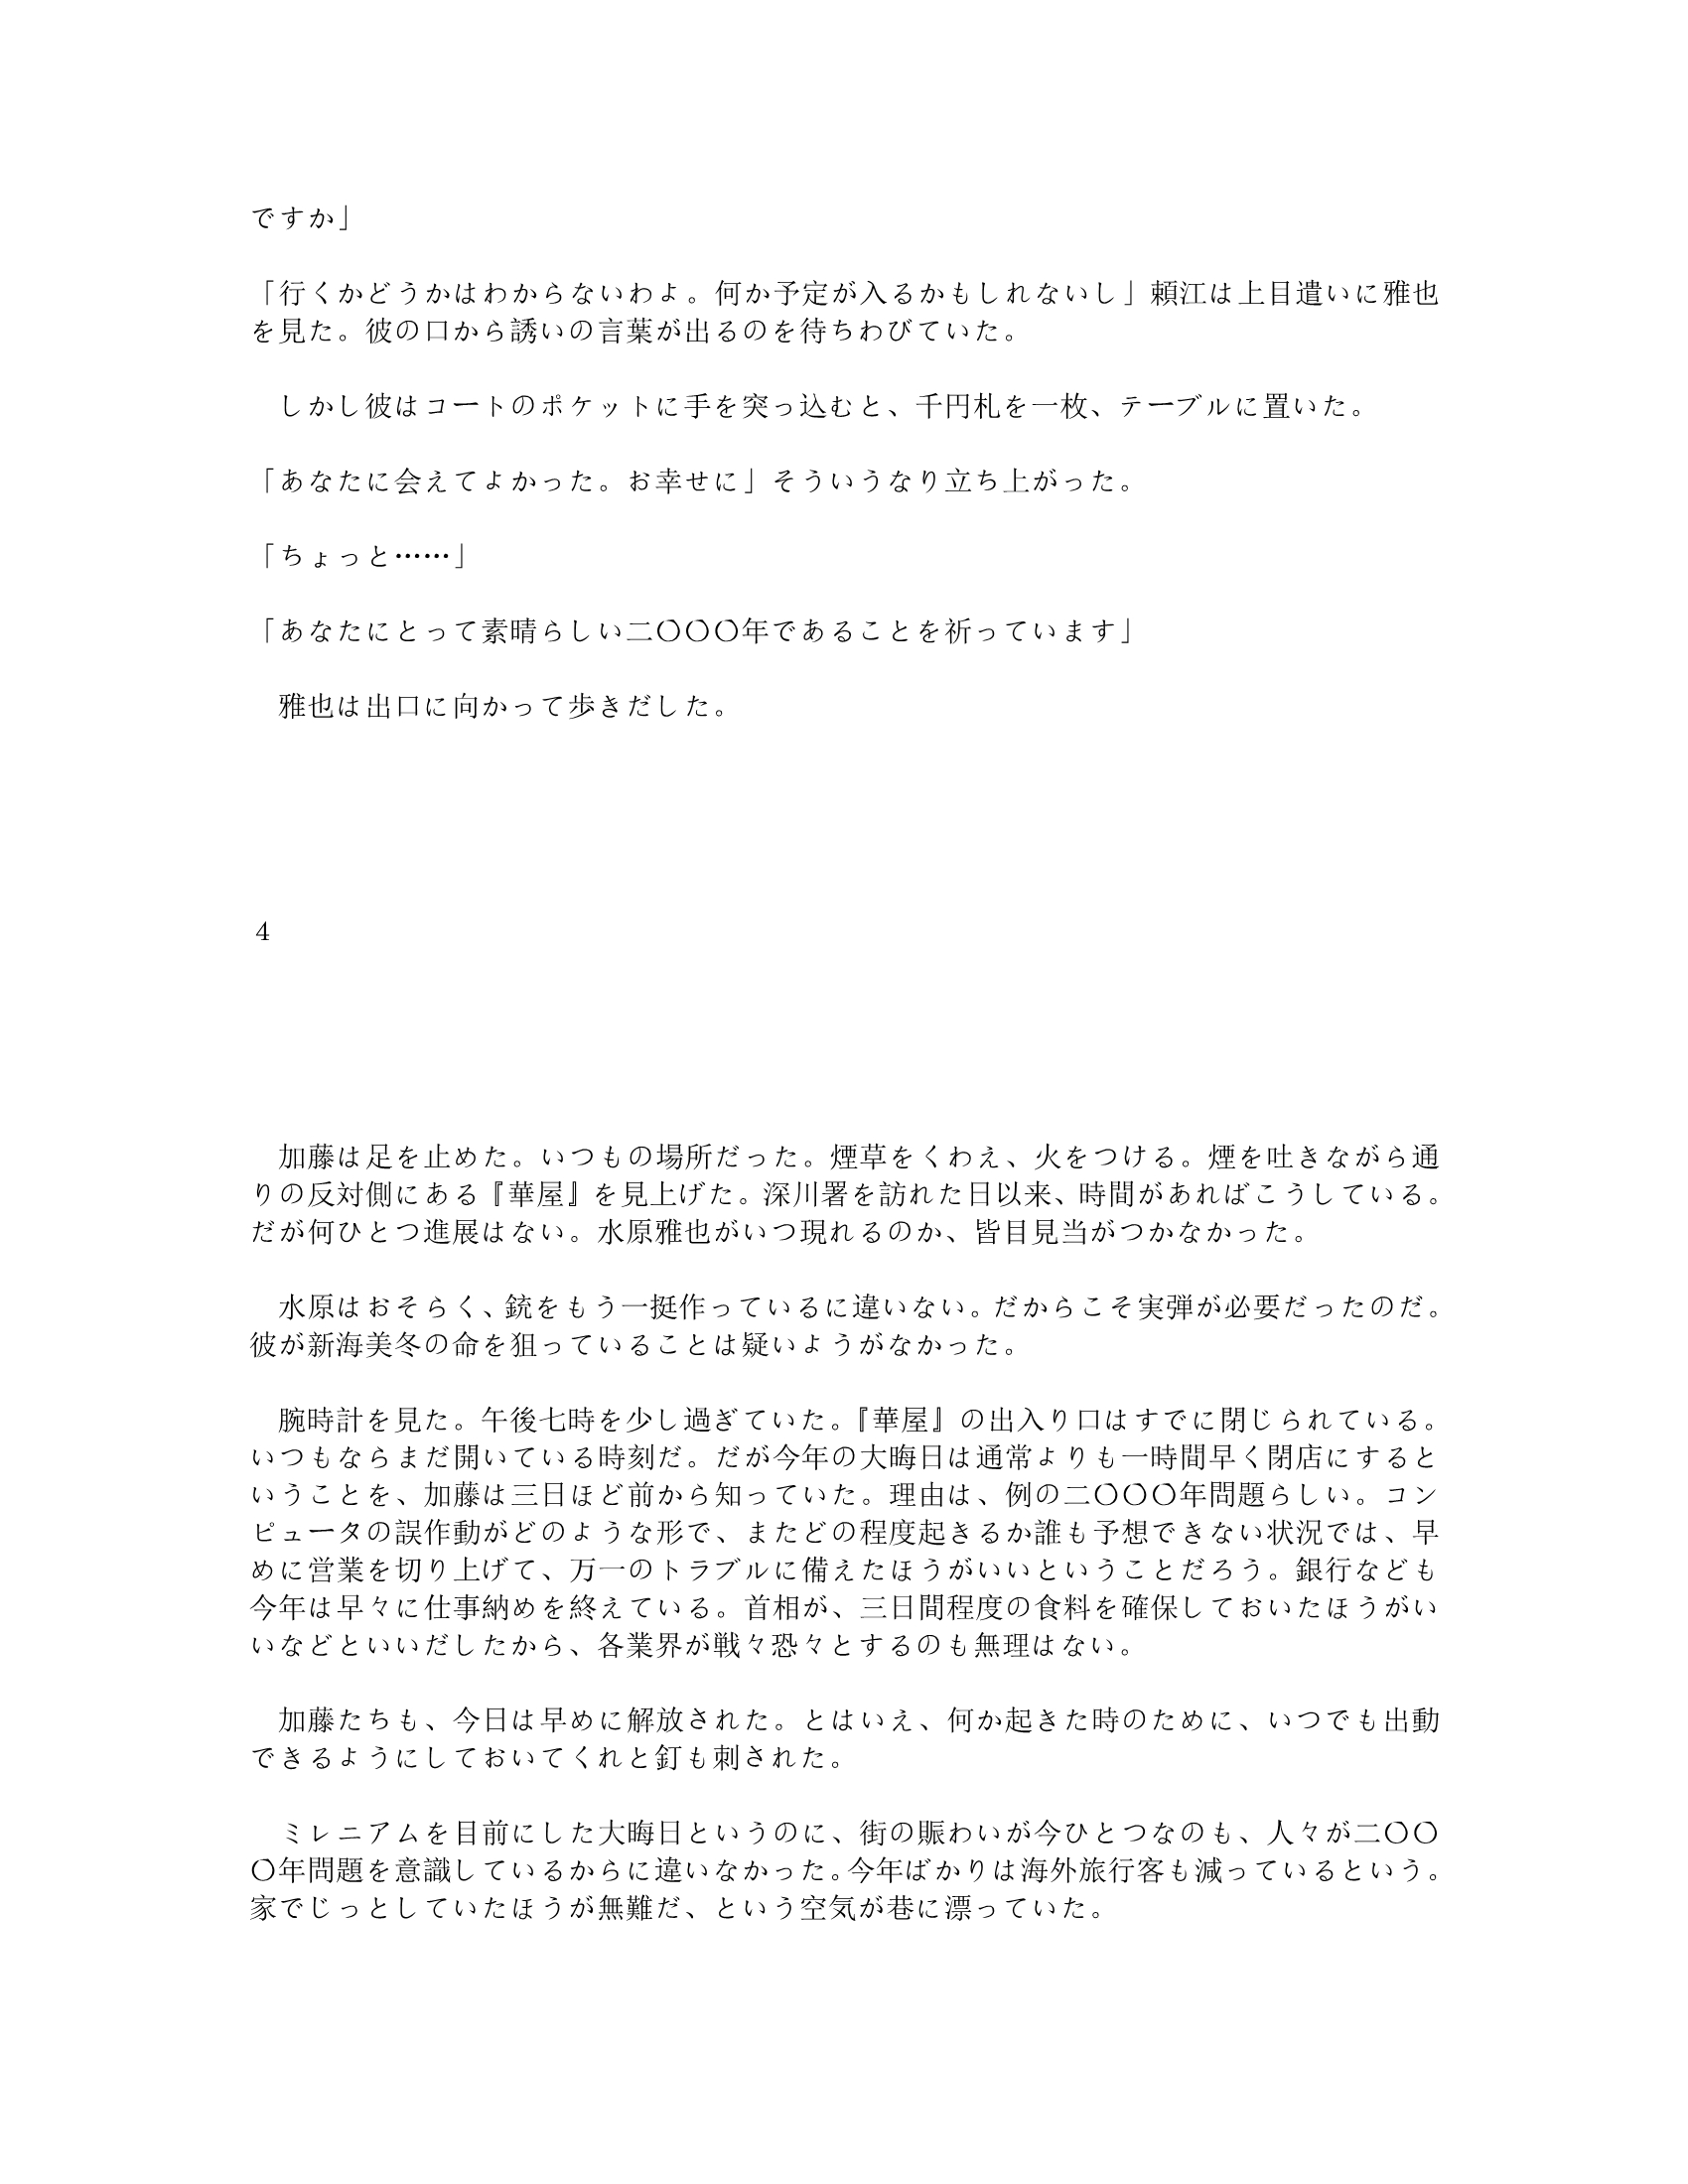 ですか」
「行くかどうかはわからないわよ。何か予定が入るかもしれないし」頼江は上目遣いに雅也
を見た。彼の口から誘いの言葉が出るのを待ちわびていた。
　しかし彼はコートのポケットに手を突っ込むと、千円札を一枚、テーブルに置いた。
「あなたに会えてよかった。お幸せに」そういうなり立ち上がった。
「ちょっと……」
「あなたにとって素晴らしい二〇〇〇年であることを祈っています」
　雅也は出口に向かって歩きだした。
4
　加藤は足を止めた。いつもの場所だった。煙草をくわえ、火をつける。煙を吐きながら通
りの反対側にある『華屋』を見上げた。深川署を訪れた日以来、時間があればこうしている。
だが何ひとつ進展はない。水原雅也がいつ現れるのか、皆目見当がつかなかった。
　水原はおそらく、銃をもう一挺作っているに違いない。だからこそ実弾が必要だったのだ。
彼が新海美冬の命を狙っていることは疑いようがなかった。
　腕時計を見た。午後七時を少し過ぎていた。『華屋』の出入り口はすでに閉じられている。
いつもならまだ開いている時刻だ。だが今年の大晦日は通常よりも一時間早く閉店にすると
いうことを、加藤は三日ほど前から知っていた。理由は、例の二〇〇〇年問題らしい。コン
ピュータの誤作動がどのような形で、またどの程度起きるか誰も予想できない状況では、早
めに営業を切り上げて、万一のトラブルに備えたほうがいいということだろう。銀行なども
今年は早々に仕事納めを終えている。首相が、三日間程度の食料を確保しておいたほうがい
いなどといいだしたから、各業界が戦々恐々とするのも無理はない。
　加藤たちも、今日は早めに解放された。とはいえ、何か起きた時のために、いつでも出動
できるようにしておいてくれと釘も刺された。
　ミレニアムを目前にした大晦日というのに、街の賑わいが今ひとつなのも、人々が二〇〇
〇年問題を意識しているからに違いなかった。今年ばかりは海外旅行客も減っているという。
家でじっとしていたほうが無難だ、という空気が巷に漂っていた。